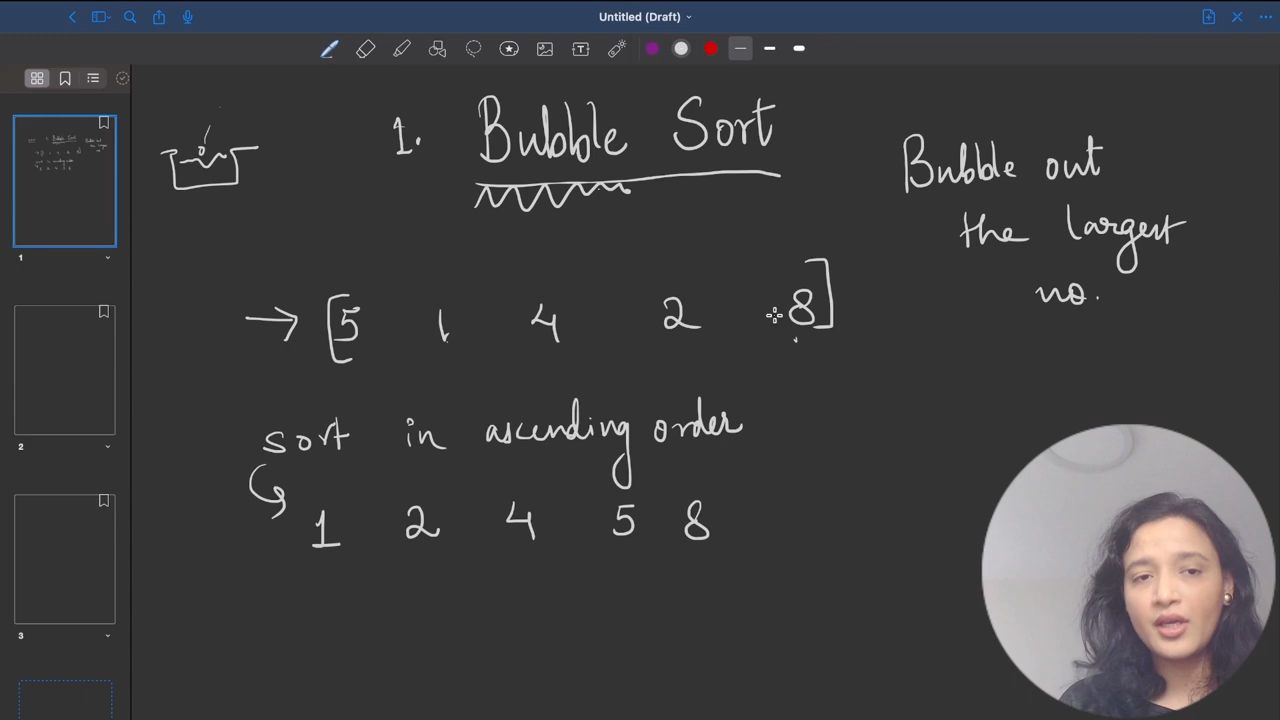 Untitled (Draft)
1. Bubble Sort
Bubble out
the largest
no.
→ [5 1 4 2 8]
sort in ascending order
1 2 4 5 8
1
2
3